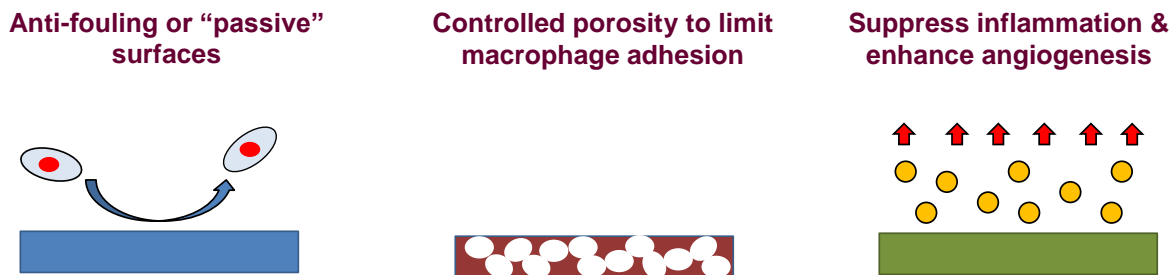 Anti-fouling or “passive”
surfaces
Controlled porosity to limit
macrophage adhesion
Suppress inflammation &
enhance angiogenesis